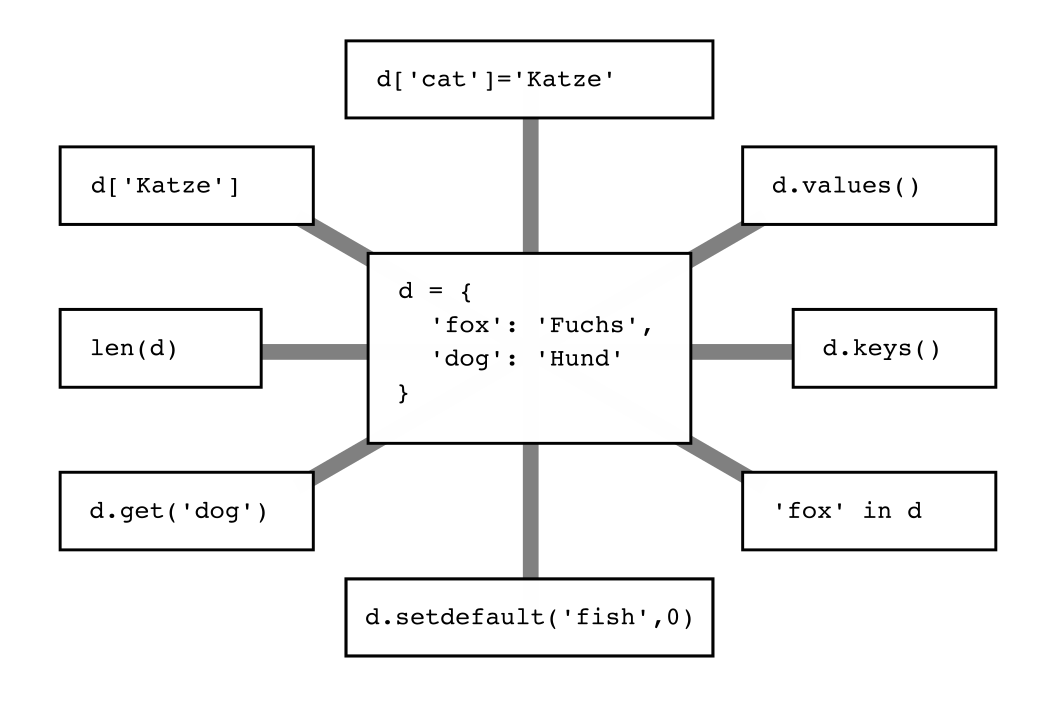 d['cat']='Katze'
d['Katze']
d.values()
d = {
'fox': 'Fuchs',
'dog': 'Hund'
}
len(d)
d.keys()
d.get('dog')
'fox' in d
d.setdefault('fish',0)